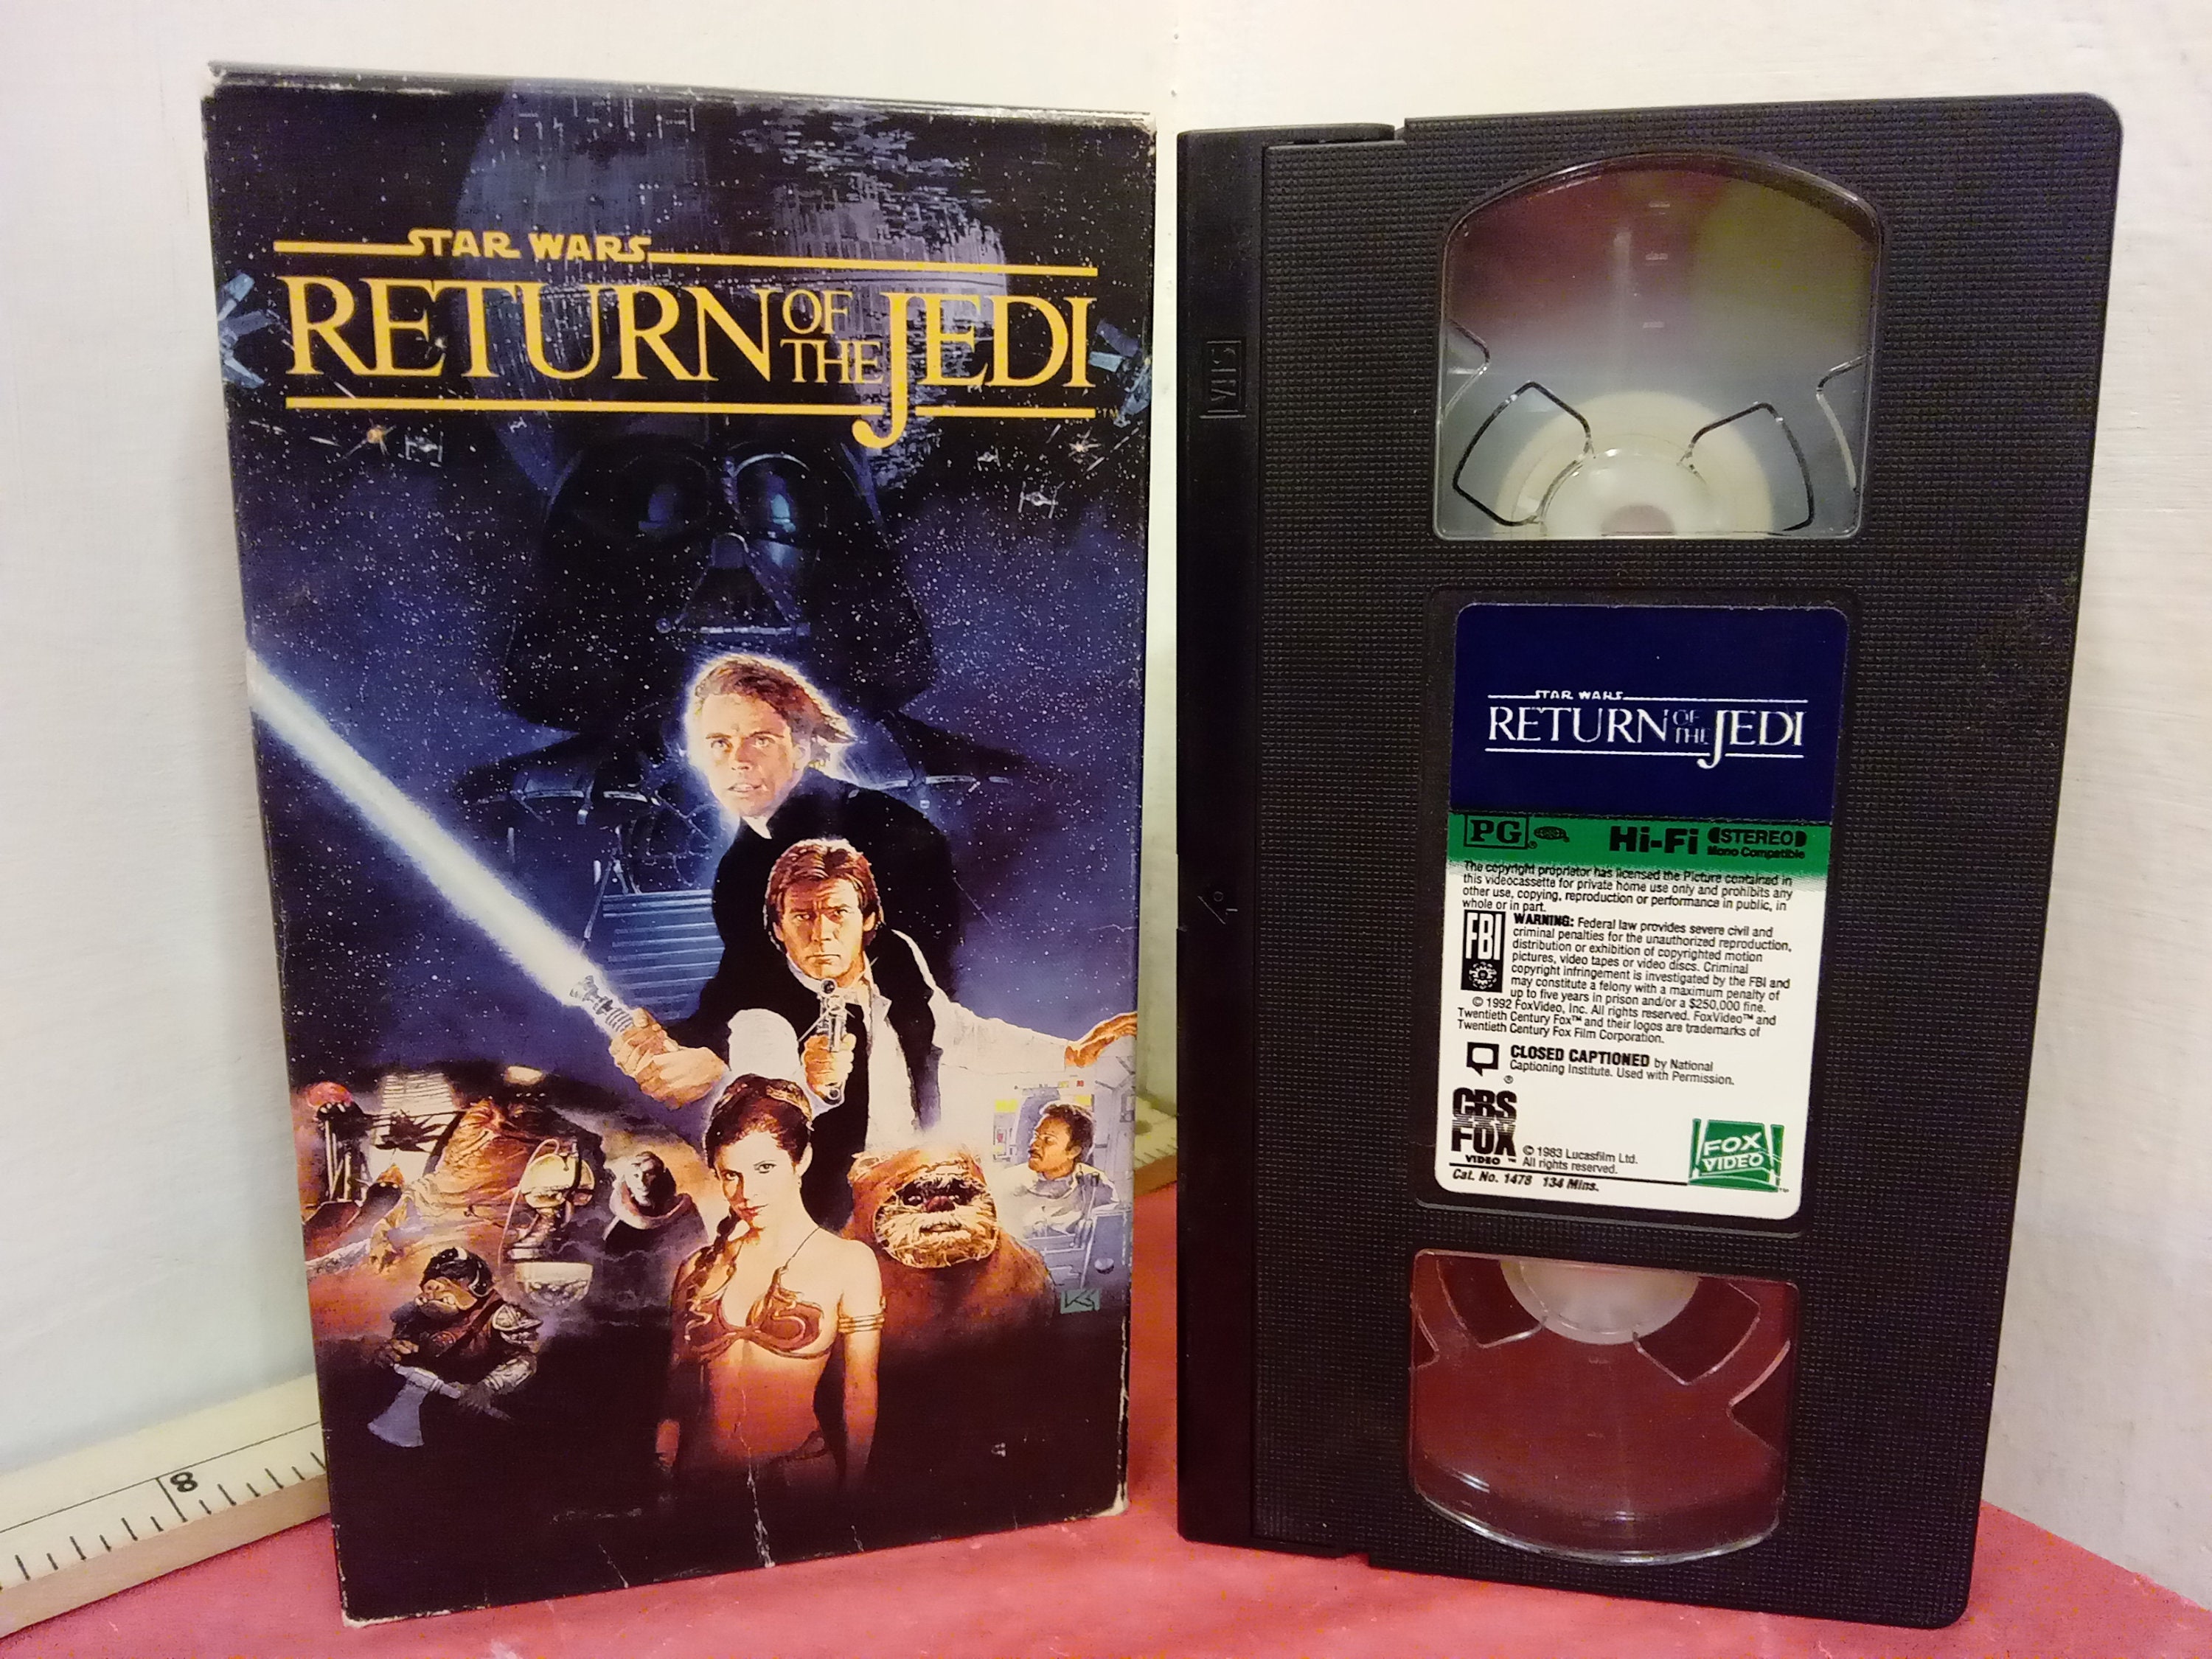 STAR WARS
RETURN OF THE JEDI
TM
KS
8
VHS
STAR WARS
RETURN OF THE JEDI
PG ® Hi-Fi STEREO
Mono Compatible
The copyright proprietor has licensed the Picture contained in
this videocassette for private home use only and prohibits any
other use, copying, reproduction or performance in public, in
whole or in part.
FBI
WARNING: Federal law provides severe civil and
criminal penalties for the unauthorized reproduction,
distribution or exhibition of copyrighted motion
pictures, video tapes or video discs. Criminal
copyright infringement is investigated by the FBI and
may constitute a felony with a maximum penalty of
up to five years in prison and/or a $250,000 fine.
© 1992 FoxVideo, Inc. All rights reserved. FoxVideo™ and
Twentieth Century Fox™ and their logos are trademarks of
Twentieth Century Fox Film Corporation.
CLOSED CAPTIONED by National
Captioning Institute. Used with Permission.
®
CBS
FOX
VIDEO ™
© 1983 Lucasfilm Ltd.
All rights reserved.
FOX
VIDEO
™
Cat. No. 1478 134 Mins.